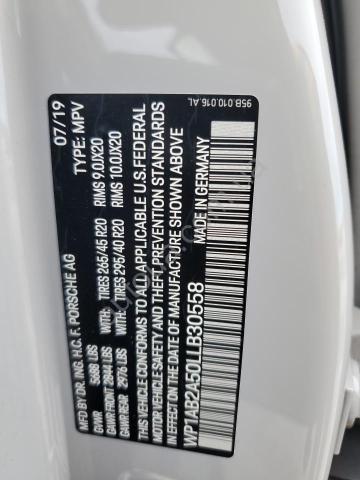 MFD BY DR. ING. H.C. F. PORSCHE AG 07/19
GVWR 5688 LBS TYPE: MPV
GAWR FRONT 2844 LBS WITH: TIRES 265/45 R20 RIMS 9.0JX20
GAWR REAR 2976 LBS WITH: TIRES 295/40 R20 RIMS 10.0JX20
THIS VEHICLE CONFORMS TO ALL APPLICABLE U.S. FEDERAL
MOTOR VEHICLE SAFETY AND THEFT PREVENTION STANDARDS
IN EFFECT ON THE DATE OF MANUFACTURE SHOWN ABOVE
MADE IN GERMANY
WP1AB2A50LLB30558
95B.010.016.AL